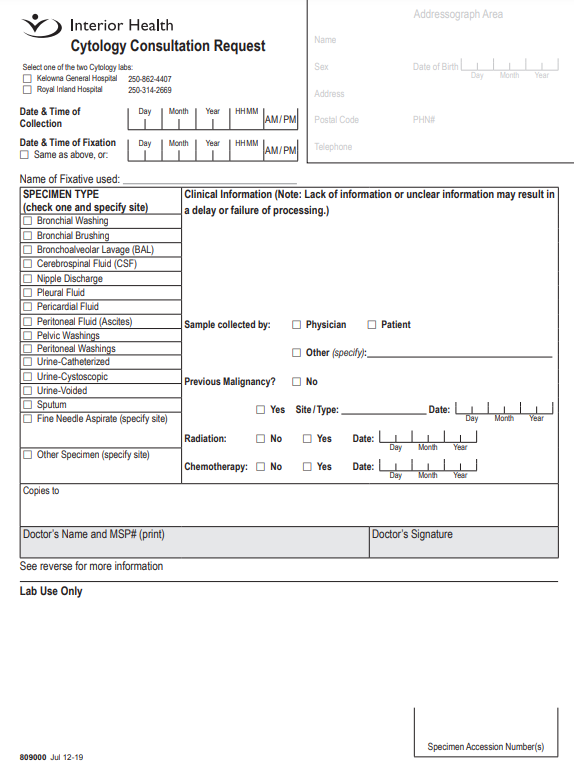 Interior Health
Cytology Consultation Request
Select one of the two Cytology labs:
Kelowna General Hospital 250-862-4407
Royal Inland Hospital 250-314-2669
Addressograph Area
Name
Sex Date of Birth
Day Month Year
Address
Postal Code PHN#
Telephone
Date & Time of
Collection
Day Month Year HHMM
AM / PM
Date & Time of Fixation
Same as above, or:
Day Month Year HHMM
AM / PM
Name of Fixative used:
SPECIMEN TYPE
(check one and specify site)
Bronchial Washing
Bronchial Brushing
Bronchoalveolar Lavage (BAL)
Cerebrospinal Fluid (CSF)
Nipple Discharge
Pleural Fluid
Pericardial Fluid
Peritoneal Fluid (Ascites)
Pelvic Washings
Peritoneal Washings
Urine-Catheterized
Urine-Cystoscopic
Urine-Voided
Sputum
Fine Needle Aspirate (specify site)
Other Specimen (specify site)
Clinical Information (Note: Lack of information or unclear information may result in
a delay or failure of processing.)
Sample collected by: Physician Patient
Other (specify):
Previous Malignancy? No
Yes Site / Type: Date:
Day Month Year
Radiation: No Yes Date:
Day Month Year
Chemotherapy: No Yes Date:
Day Month Year
Copies to
Doctor's Name and MSP# (print) Doctor's Signature
See reverse for more information
Lab Use Only
Specimen Accession Number(s)
809000 Jul 12-19